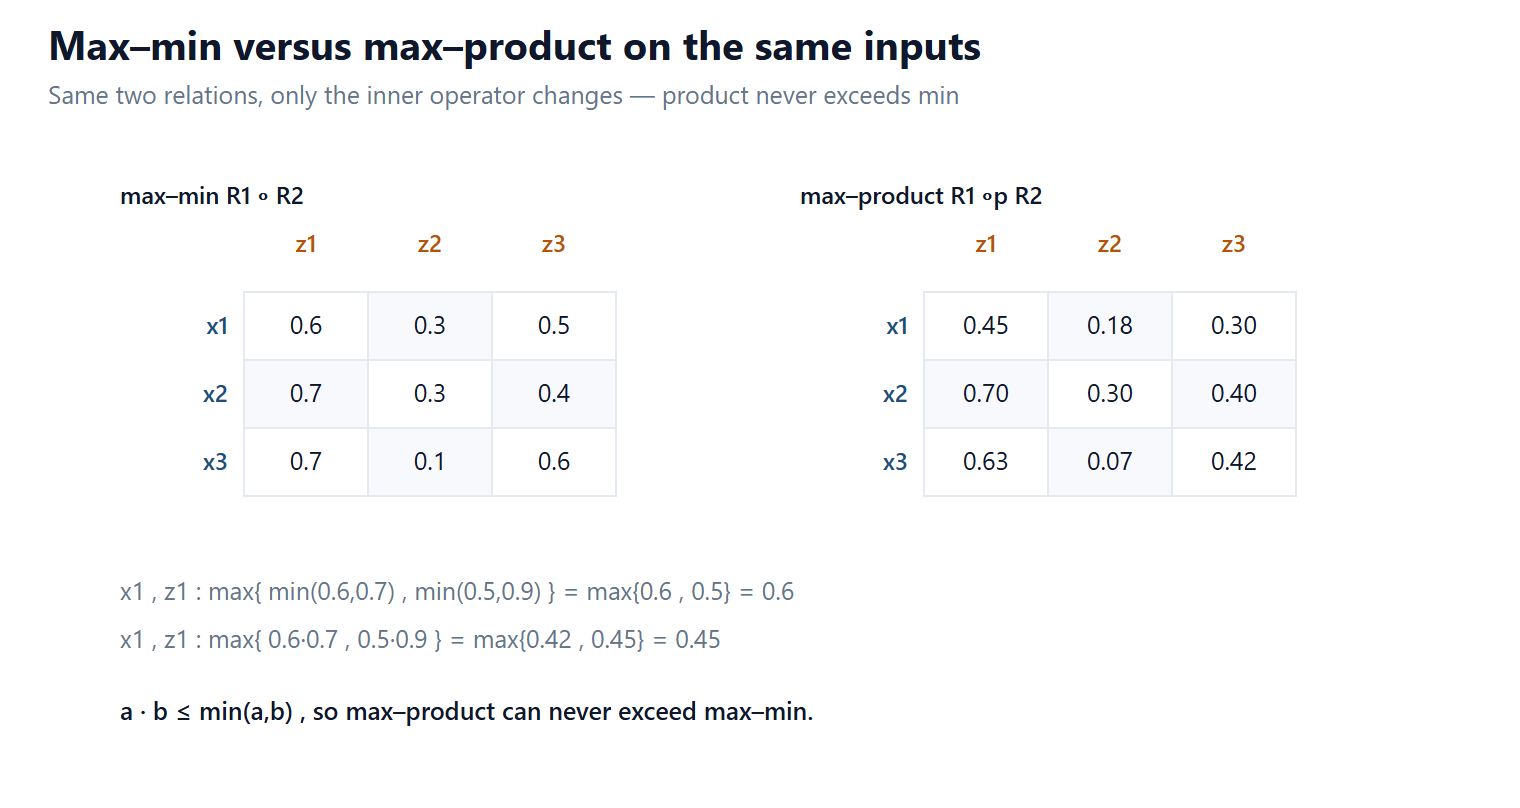 Max–min versus max–product on the same inputs
Same two relations, only the inner operator changes — product never exceeds min
max–min R1 ∘ R2
z1 z2 z3
x1 0.6 0.3 0.5
x2 0.7 0.3 0.4
x3 0.7 0.1 0.6
max–product R1 ∘p R2
z1 z2 z3
x1 0.45 0.18 0.30
x2 0.70 0.30 0.40
x3 0.63 0.07 0.42
x1 , z1 : max{ min(0.6,0.7) , min(0.5,0.9) } = max{0.6 , 0.5} = 0.6
x1 , z1 : max{ 0.6·0.7 , 0.5·0.9 } = max{0.42 , 0.45} = 0.45
a · b ≤ min(a,b) , so max–product can never exceed max–min.